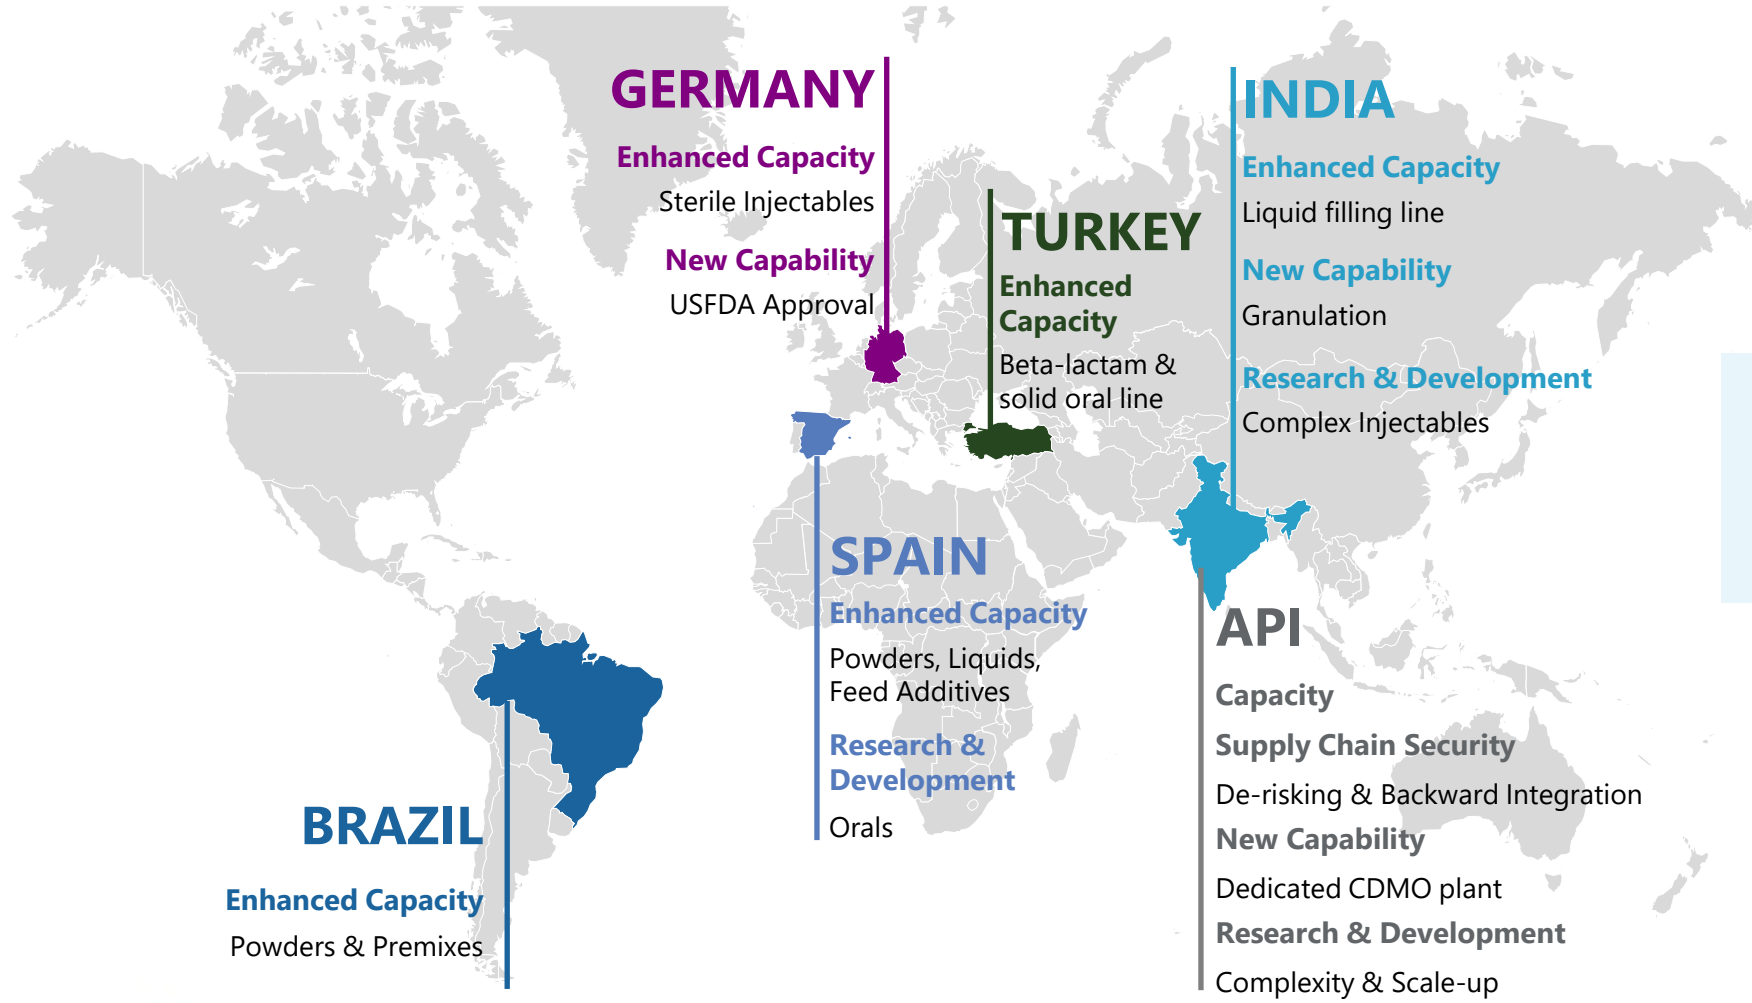 GERMANY
Enhanced Capacity
Sterile Injectables
New Capability
USFDA Approval
TURKEY
Enhanced
Capacity
Beta-lactam &
solid oral line
INDIA
Enhanced Capacity
Liquid filling line
New Capability
Granulation
Research & Development
Complex Injectables
SPAIN
Enhanced Capacity
Powders, Liquids,
Feed Additives
Research &
Development
Orals
API
Capacity
Supply Chain Security
De-risking & Backward Integration
New Capability
Dedicated CDMO plant
Research & Development
Complexity & Scale-up
BRAZIL
Enhanced Capacity
Powders & Premixes